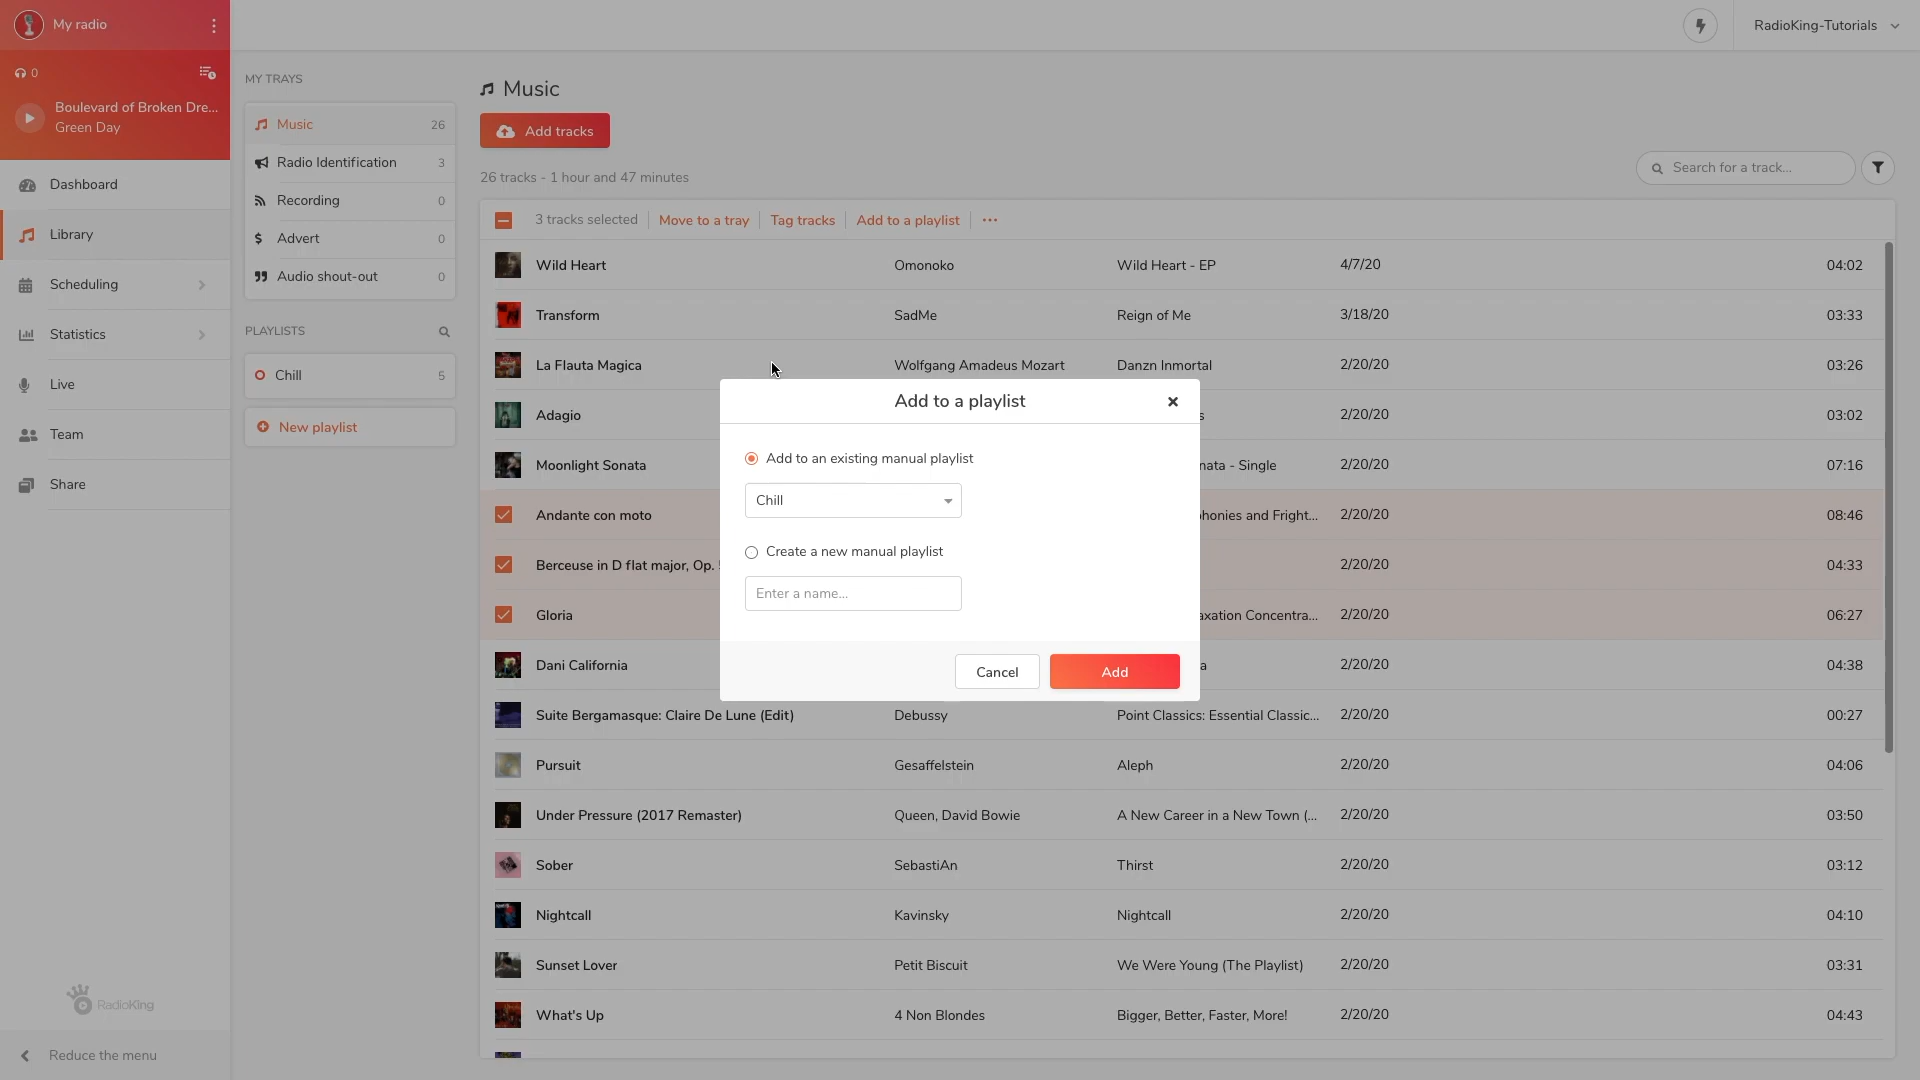 My radio
RadioKing-Tutorials
0
Boulevard of Broken Dre...
Green Day
Dashboard
Library
Scheduling
Statistics
Live
Team
Share
RadioKing
Reduce the menu
MY TRAYS
Music 26
Radio Identification 3
Recording 0
Advert 0
Audio shout-out 0
PLAYLISTS
Chill 5
New playlist
Music
Add tracks
26 tracks - 1 hour and 47 minutes
Search for a track...
3 tracks selected Move to a tray Tag tracks Add to a playlist ...
Wild Heart Omonoko Wild Heart - EP 4/7/20 04:02
Transform SadMe Reign of Me 3/18/20 03:33
La Flauta Magica Wolfgang Amadeus Mozart Danzn Inmortal 2/20/20 03:26
Adagio s 2/20/20 03:02
Moonlight Sonata nata - Single 2/20/20 07:16
Andante con moto honies and Fright... 2/20/20 08:46
Berceuse in D flat major, Op. 2/20/20 04:33
Gloria axation Concentra... 2/20/20 06:27
Dani California a 2/20/20 04:38
Suite Bergamasque: Claire De Lune (Edit) Debussy Point Classics: Essential Classic... 2/20/20 00:27
Pursuit Gesaffelstein Aleph 2/20/20 04:06
Under Pressure (2017 Remaster) Queen, David Bowie A New Career in a New Town (... 2/20/20 03:50
Sober SebastiAn Thirst 2/20/20 03:12
Nightcall Kavinsky Nightcall 2/20/20 04:10
Sunset Lover Petit Biscuit We Were Young (The Playlist) 2/20/20 03:31
What's Up 4 Non Blondes Bigger, Better, Faster, More! 2/20/20 04:43
Add to a playlist
Add to an existing manual playlist
Chill
Create a new manual playlist
Enter a name...
Cancel
Add